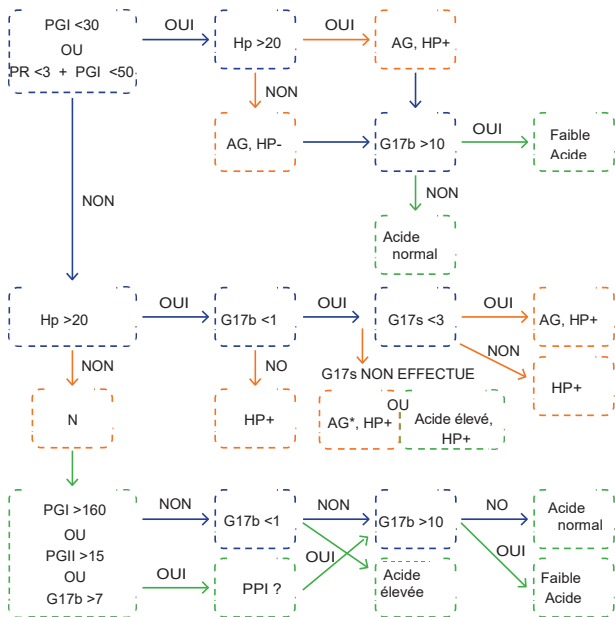 PGI <30
OU
PR <3 + PGI <50
OUI
Hp >20
OUI
AG, HP+
NON
AG, HP-
G17b >10
OUI
Faible
Acide
NON
NON
Acide
normal
Hp >20
OUI
G17b <1
OUI
G17s <3
OUI
AG, HP+
NON
NO
NON
HP+
G17s NON EFFECTUE
N
HP+
OU
AG*, HP+
Acide élevé,
HP+
PGI >160
OU
PGII >15
OU
G17b >7
NON
G17b <1
NON
G17b >10
NO
Acide
normal
OUI
PPI ?
OUI
Acide
élevée
OUI
Faible
Acide